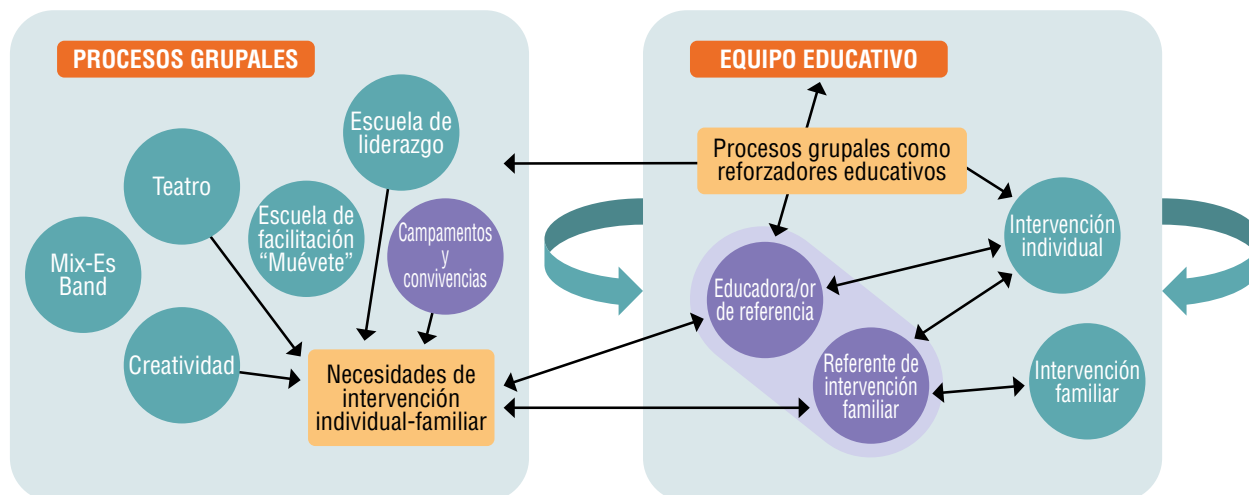 PROCESOS GRUPALES
Escuela de
liderazgo
Teatro
Escuela de
facilitación
“Muévete”
Campamentos
y
convivencias
Mix-Es
Band
Creatividad
Necesidades de
intervención
individual-familiar
EQUIPO EDUCATIVO
Procesos grupales como
reforzadores educativos
Intervención
individual
Educadora/or
de referencia
Referente de
intervención
familiar
Intervención
familiar